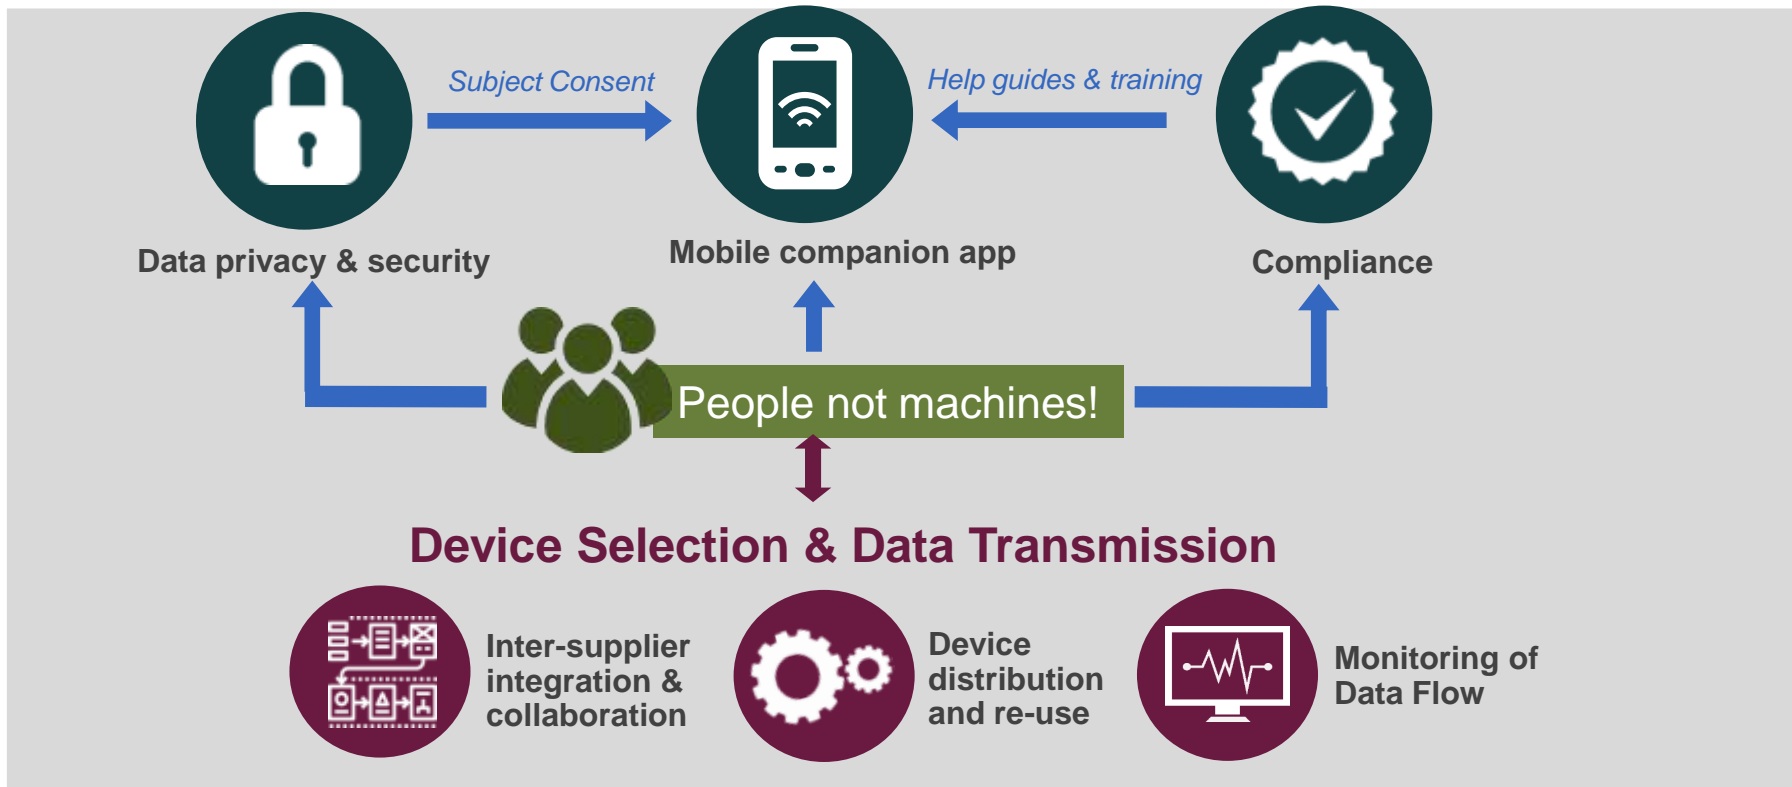 Subject Consent
Help guides & training
Data privacy & security
Mobile companion app
Compliance
People not machines!
Device Selection & Data Transmission
Inter-supplier
integration &
collaboration
Device
distribution
and re-use
Monitoring of
Data Flow